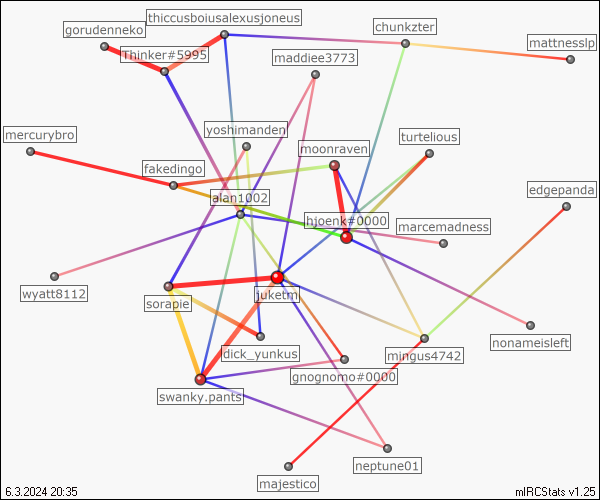 thiccusboiusalexusjoneus
gorudenneko
chunkzter
mattnesslp
Thinker#5995
maddiee3773
mercurybro
yoshimanden
turtelious
moonraven
fakedingo
edgepanda
alan1002
hjoenk#0000
marcemadness
wyatt8112
sorapie
juketm
nonameisleft
dick_yunkus
mingus4742
gnognomo#0000
swanky.pants
neptune01
majestico
6.3.2024 20:35
mIRCStats v1.25